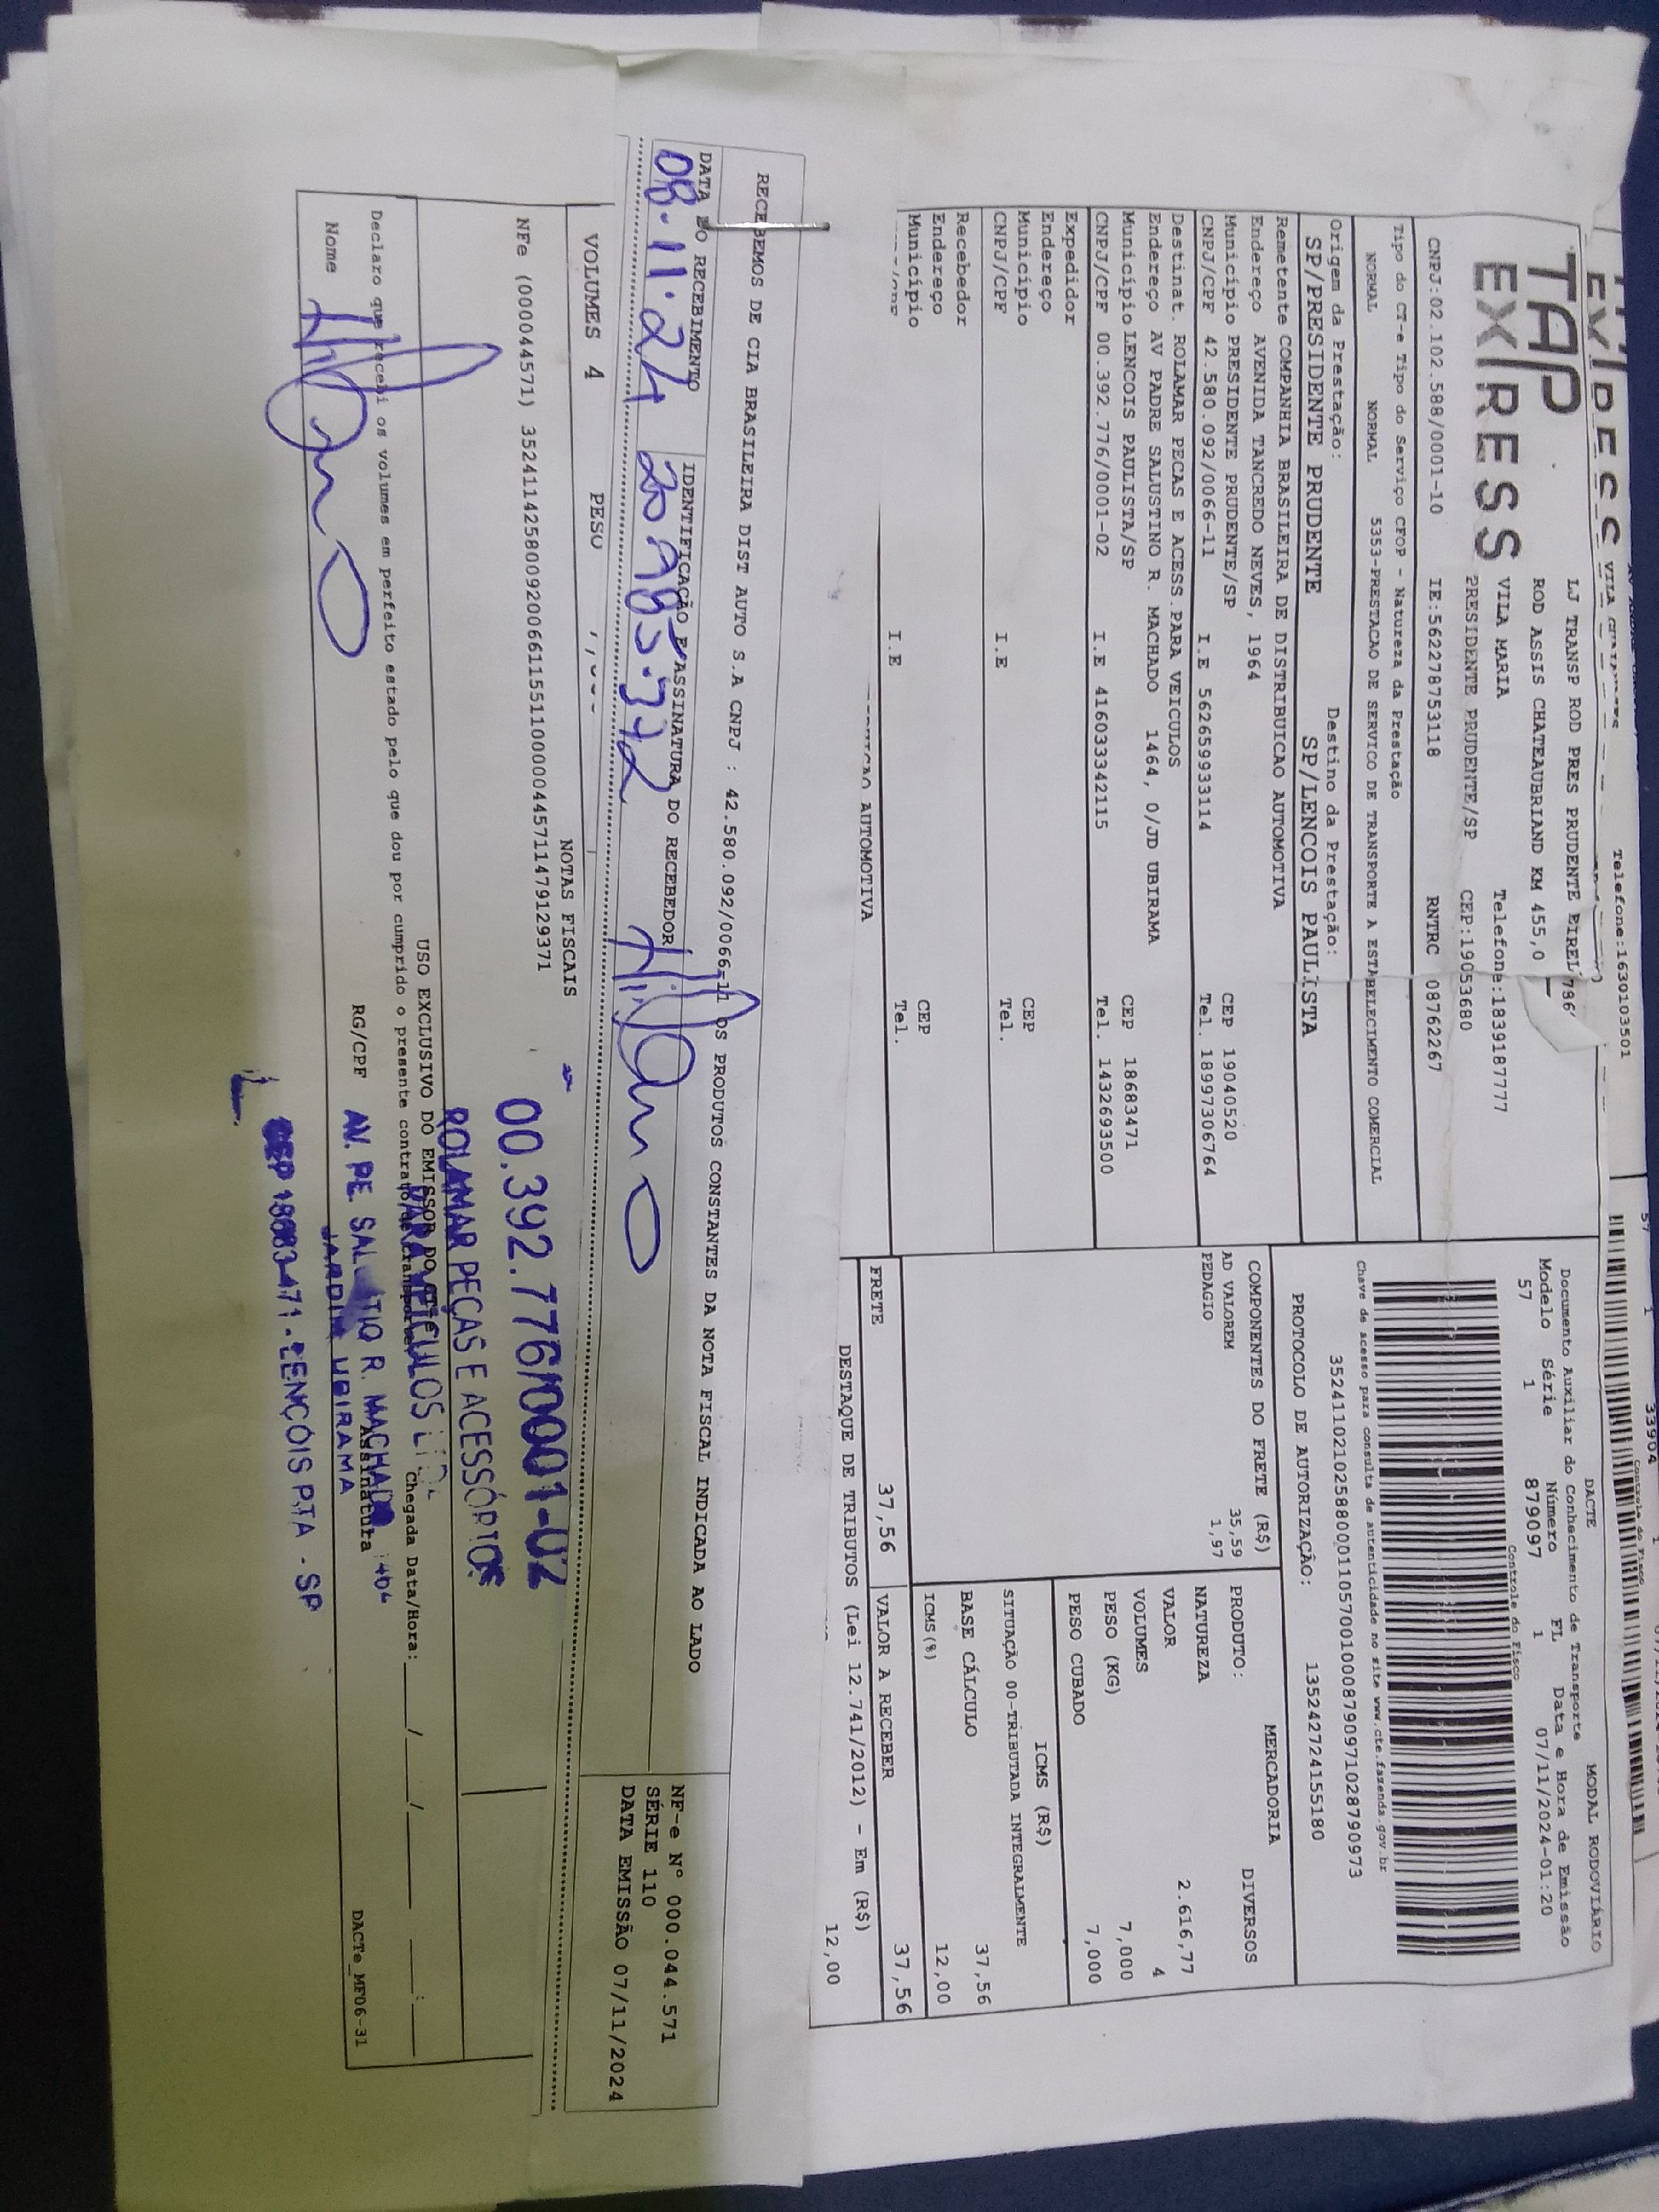 Telefone:1630103501
TAP
EXPRESS
LJ TRANSP ROD PRES PRUDENTE EIREL
ROD ASSIS CHATEAUBRIAND KM 455,0
VILA MARIA Telefone:1839187777
PRESIDENTE PRUDENTE/SP CEP:19053680
CNPJ:02.102.588/0001-10 IE:562278753118 RNTRC 08762267
DACTE MODAL RODOVIÁRIO
Documento Auxiliar do Conhecimento de Transporte
Modelo Série Número FL Data e Hora de Emissão
57 1 879097 1 07/11/2024-01:20
Controle do Fisco
Tipo do CT-e Tipo do Serviço CFOP - Natureza da Prestação
NORMAL NORMAL 5353-PRESTACAO DE SERVICO DE TRANSPORTE A ESTABELECIMENTO COMERCIAL
Chave de acesso para consulta de autenticidade no site www.cte.fazenda.gov.br
35241102102588000110570010008790971028790973
PROTOCOLO DE AUTORIZAÇÃO: 135242724155180
Origem da Prestação: Destino da Prestação:
SP/PRESIDENTE PRUDENTE SP/LENCOIS PAULISTA
Remetente COMPANHIA BRASILEIRA DE DISTRIBUICAO AUTOMOTIVA
Endereço AVENIDA TANCREDO NEVES, 1964
Município PRESIDENTE PRUDENTE/SP CEP 19040520
CNPJ/CPF 42.580.092/0066-11 I.E 562659933114 Tel. 18997306764
Destinat. ROLAMAR PECAS E ACESS.PARA VEICULOS
Endereço AV PADRE SALUSTINO R. MACHADO 1464, 0/JD UBIRAMA
Município LENCOIS PAULISTA/SP CEP 18683471
CNPJ/CPF 00.392.776/0001-02 I.E 416033342115 Tel. 1432693500
Expedidor
Endereço
Município CEP
CNPJ/CPF I.E Tel.
Recebedor
Endereço
Município CEP
I.E Tel.
AUTOMOTIVA
COMPONENTES DO FRETE (R$)
AD VALOREM 35,59
PEDAGIO 1,97
MERCADORIA
PRODUTO: DIVERSOS
NATUREZA
VALOR 2.616,77
VOLUMES 4
PESO (KG) 7,000
PESO CUBADO 7,000
ICMS (R$)
SITUAÇÃO 00-TRIBUTADA INTEGRALMENTE
BASE CÁLCULO 37,56
ICMS(%) 12,00
FRETE 37,56 VALOR A RECEBER 37,56
DESTAQUE DE TRIBUTOS (Lei 12.741/2012) - Em (R$)
12,00
RECEBEMOS DE CIA BRASILEIRA DIST AUTO S.A CNPJ : 42.580.092/0066-11 OS PRODUTOS CONSTANTES DA NOTA FISCAL INDICADA AO LADO
DATA DO RECEBIMENTO IDENTIFICAÇÃO E ASSINATURA DO RECEBEDOR
08.11.24
NF-e Nº 000.044.571
SÉRIE 110
DATA EMISSÃO 07/11/2024
VOLUMES 4 PESO
NOTAS FISCAIS
NFe (000044571) 35241142580092006611551100000445711479129371
00.392.776/0001-02
ROLAMAR PEÇAS E ACESSÓRIOS
PARA VEICULOS LTDA
USO EXCLUSIVO DO EMISSOR DO CT-E
Chegada Data/Hora:
Declaro que recebi os volumes em perfeito estado pelo que dou por cumprido o presente contrato de transporte.
Nome RG/CPF Assinatura
AV. PE. R. MACHADO
JARDIM UBIRAMA
CEP 18683-471 - LENÇÓIS PTA - SP
DACTe_MF06-31